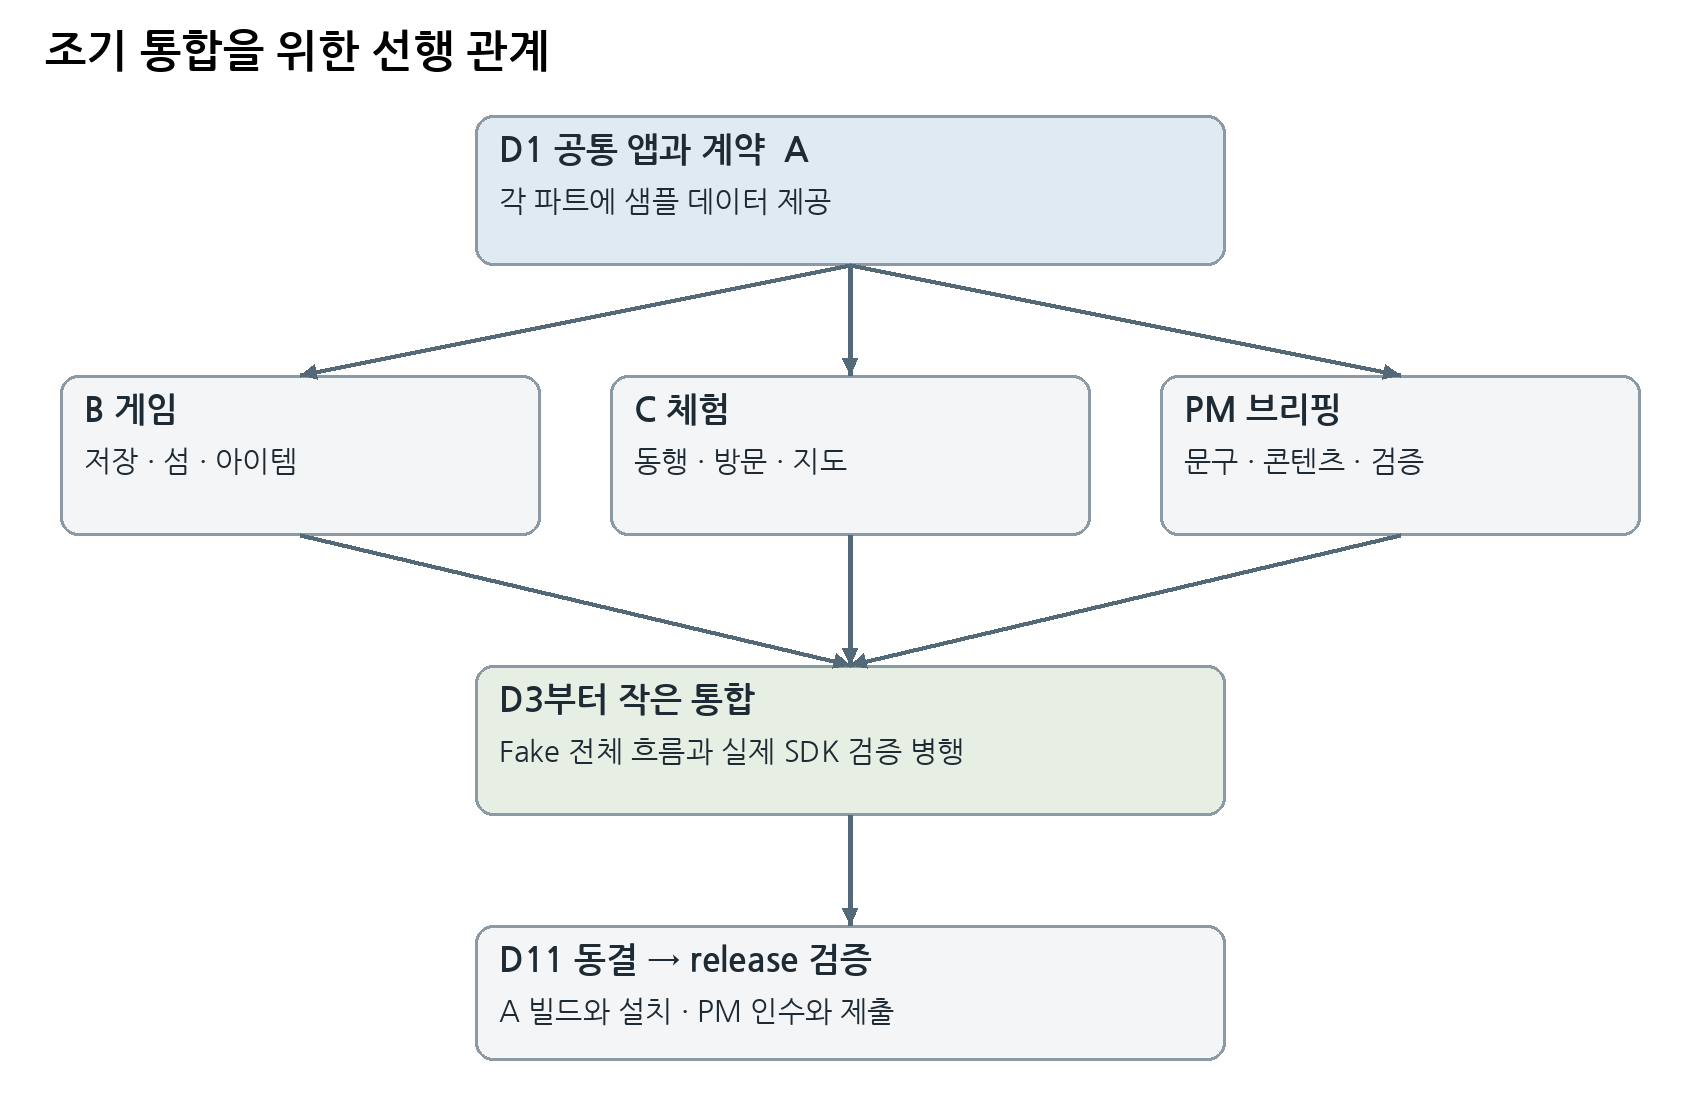 조기 통합을 위한 선행 관계
D1 공통 앱과 계약  A
각 파트에 샘플 데이터 제공
B 게임
저장 · 섬 · 아이템
C 체험
동행 · 방문 · 지도
PM 브리핑
문구 · 콘텐츠 · 검증
D3부터 작은 통합
Fake 전체 흐름과 실제 SDK 검증 병행
D11 동결 → release 검증
A 빌드와 설치 · PM 인수와 제출